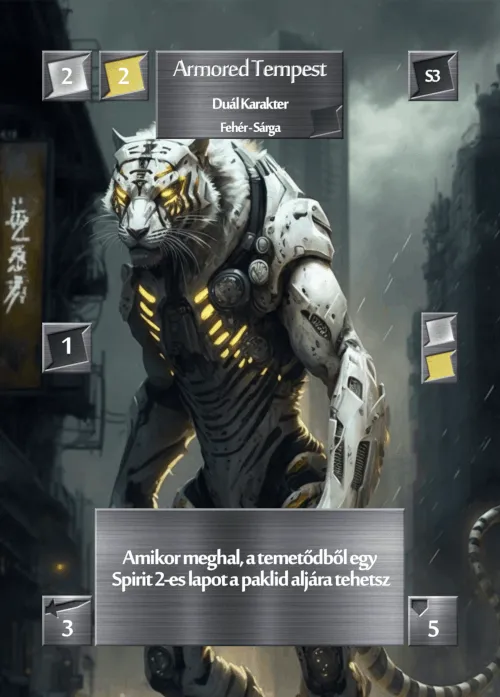 2 2 Armored Tempest S3
Duál Karakter
Fehér - Sárga
1
Amikor meghal, a temetődből egy
Spirit 2-es lapot a paklid aljára tehetsz
3 5